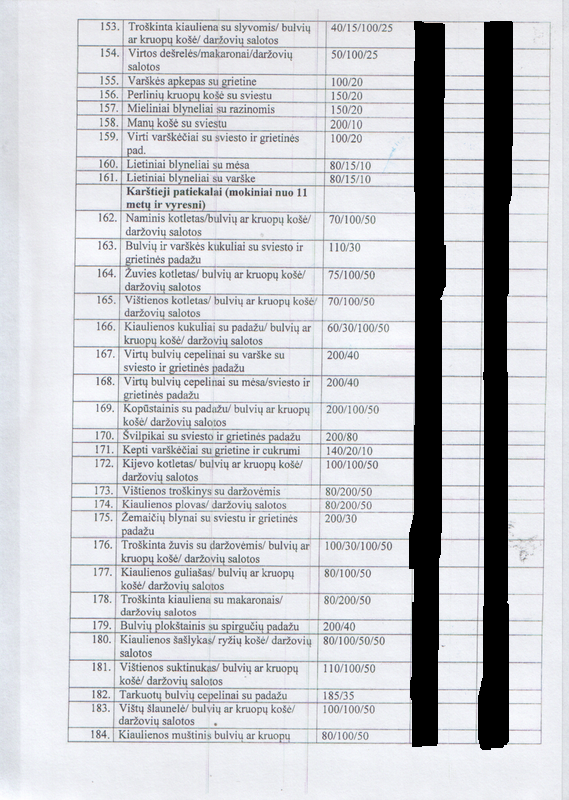 153. Troškinta kiauliena su slyvomis/ bulvių 40/15/100/25
ar kruopų košė/ daržovių salotos
154. Virtos dešrelės/makaronai/daržovių 50/100/25
salotos
155. Varškės apkepas su grietine 100/20
156. Perlinių kruopų košė su sviestu 150/20
157. Mieliniai blyneliai su razinomis 150/20
158. Manų košė su sviestu 200/10
159. Virti varškėčiai su sviesto ir grietinės 100/20
pad.
160. Lietiniai blyneliai su mėsa 80/15/10
161. Lietiniai blyneliai su varške 80/15/10
Karštieji patiekalai (mokiniai nuo 11
metų ir vyresni)
162. Naminis kotletas/bulvių ar kruopų košė/ 70/100/50
daržovių salotos
163. Bulvių ir varškės kukuliai su sviesto ir 110/30
grietinės padažu
164. Žuvies kotletas/ bulvių ar kruopų košė/ 75/100/50
daržovių salotos
165. Vištienos kotletas/ bulvių ar kruopų košė/ 70/100/50
daržovių salotos
166. Kiaulienos kukuliai su padažu/ bulvių ar 60/30/100/50
kruopų košė/ daržovių salotos
167. Virtų bulvių cepelinai su varške su 200/40
sviesto ir grietinės padažu
168. Virtų bulvių cepelinai su mėsa/sviesto ir 200/40
grietinės padažu
169. Kopūstainis su padažu/ bulvių ar kruopų 200/100/50
košė/ daržovių salotos
170. Švilpikai su sviesto ir grietinės padažu 200/80
171. Kepti varškėčiai su grietine ir cukrumi 140/20/10
172. Kijevo kotletas/ bulvių ar kruopų košė/ 100/100/50
daržovių salotos
173. Vištienos troškinys su daržovėmis 80/200/50
174. Kiaulienos plovas/ daržovių salotos 80/200/50
175. Žemaičių blynai su sviestu ir grietinės 200/30
padažu
176. Troškinta žuvis su daržovėmis/ bulvių ar 100/30/100/50
kruopų košė/ daržovių salotos
177. Kiaulienos guliašas/ bulvių ar kruopų 80/100/50
košė/ daržovių salotos
178. Troškinta kiauliena su makaronais/ 80/200/50
daržovių salotos
179. Bulvių plokštainis su spirgučių padažu 200/40
180. Kiaulienos šašlykas/ ryžių košė/ daržovių 80/100/50/50
salotos
181. Vištienos suktinukas/ bulvių ar kruopų 110/100/50
košė/ daržovių salotos
182. Tarkuotų bulvių cepelinai su padažu 185/35
183. Vištų šlaunelė/ bulvių ar kruopų košė/ 100/100/50
daržovių salotos
184. Kiaulienos muštinis bulvių ar kruopų 80/100/50